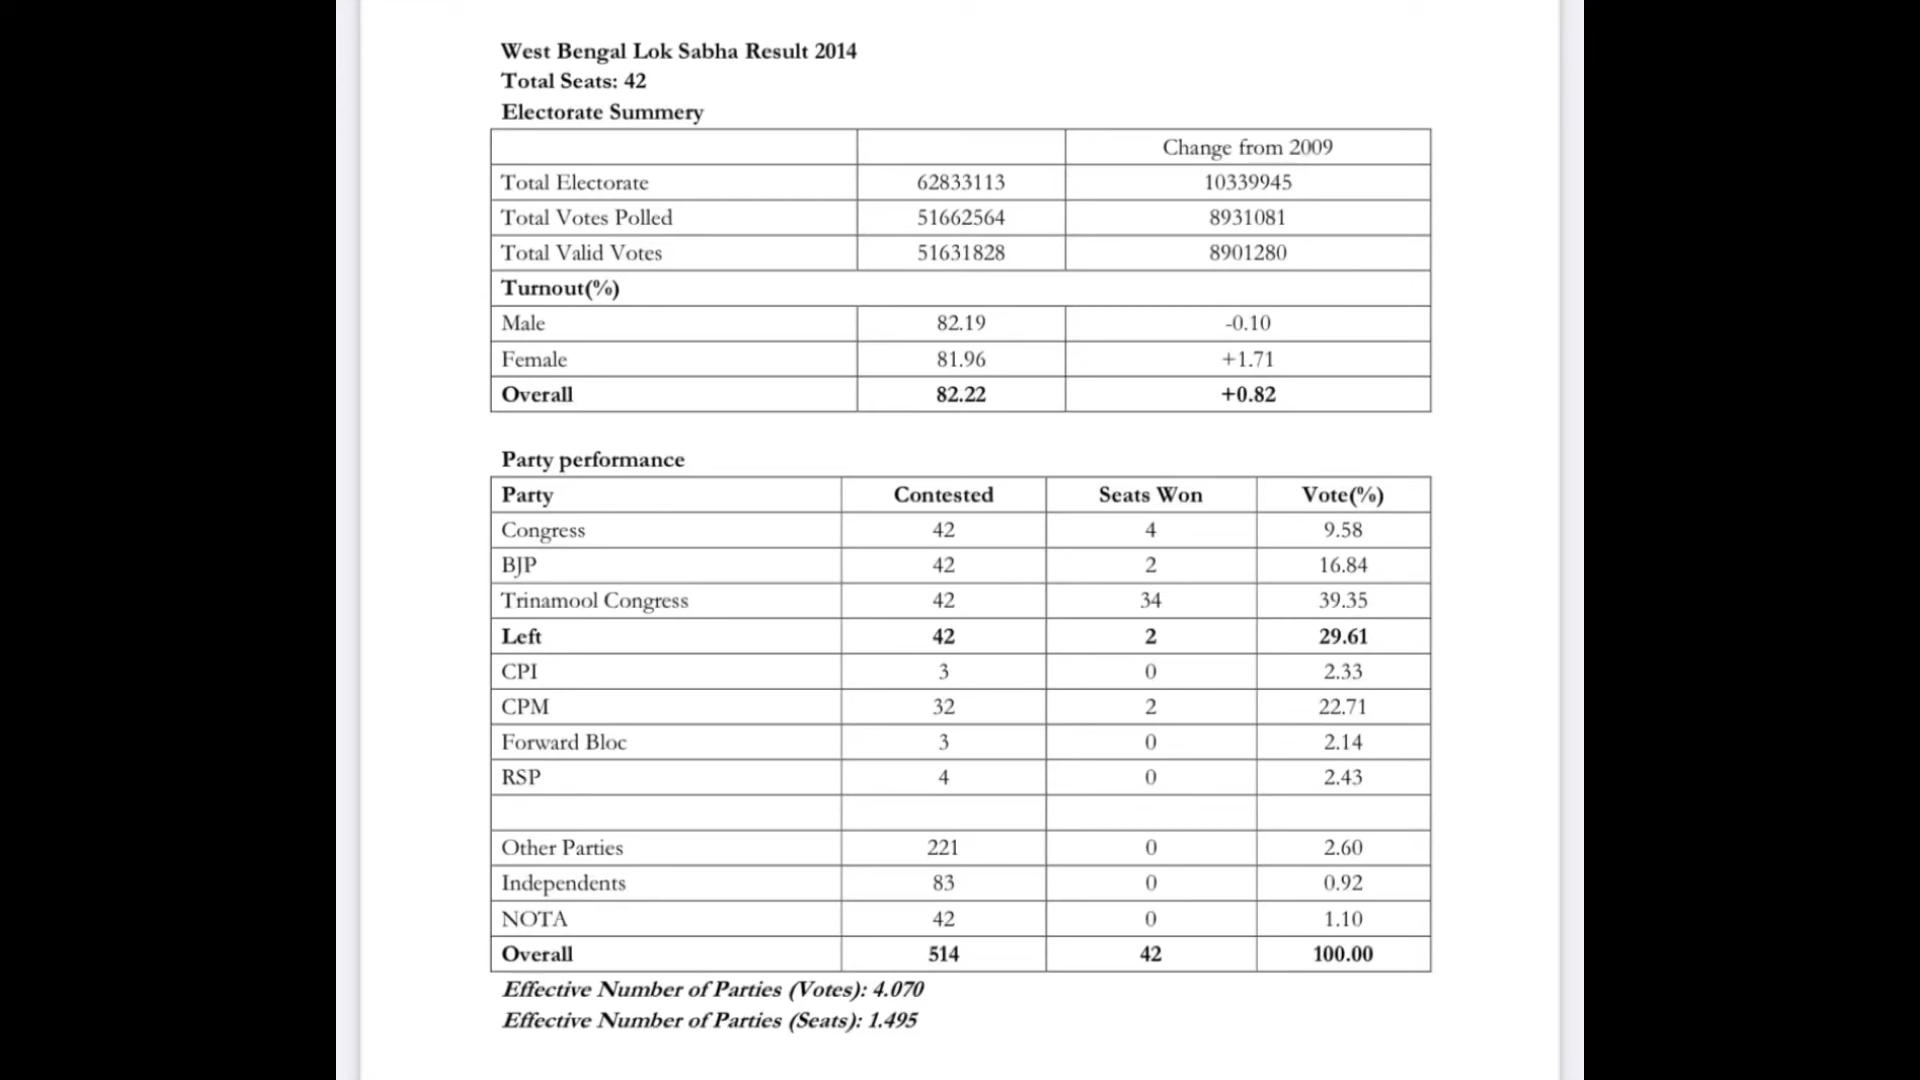 West Bengal Lok Sabha Result 2014
Total Seats: 42
Electorate Summery
Change from 2009
Total Electorate 62833113 10339945
Total Votes Polled 51662564 8931081
Total Valid Votes 51631828 8901280
Turnout(%)
Male 82.19 -0.10
Female 81.96 +1.71
Overall 82.22 +0.82
Party performance
Party Contested Seats Won Vote(%)
Congress 42 4 9.58
BJP 42 2 16.84
Trinamool Congress 42 34 39.35
Left 42 2 29.61
CPI 3 0 2.33
CPM 32 2 22.71
Forward Bloc 3 0 2.14
RSP 4 0 2.43
Other Parties 221 0 2.60
Independents 83 0 0.92
NOTA 42 0 1.10
Overall 514 42 100.00
Effective Number of Parties (Votes): 4.070
Effective Number of Parties (Seats): 1.495